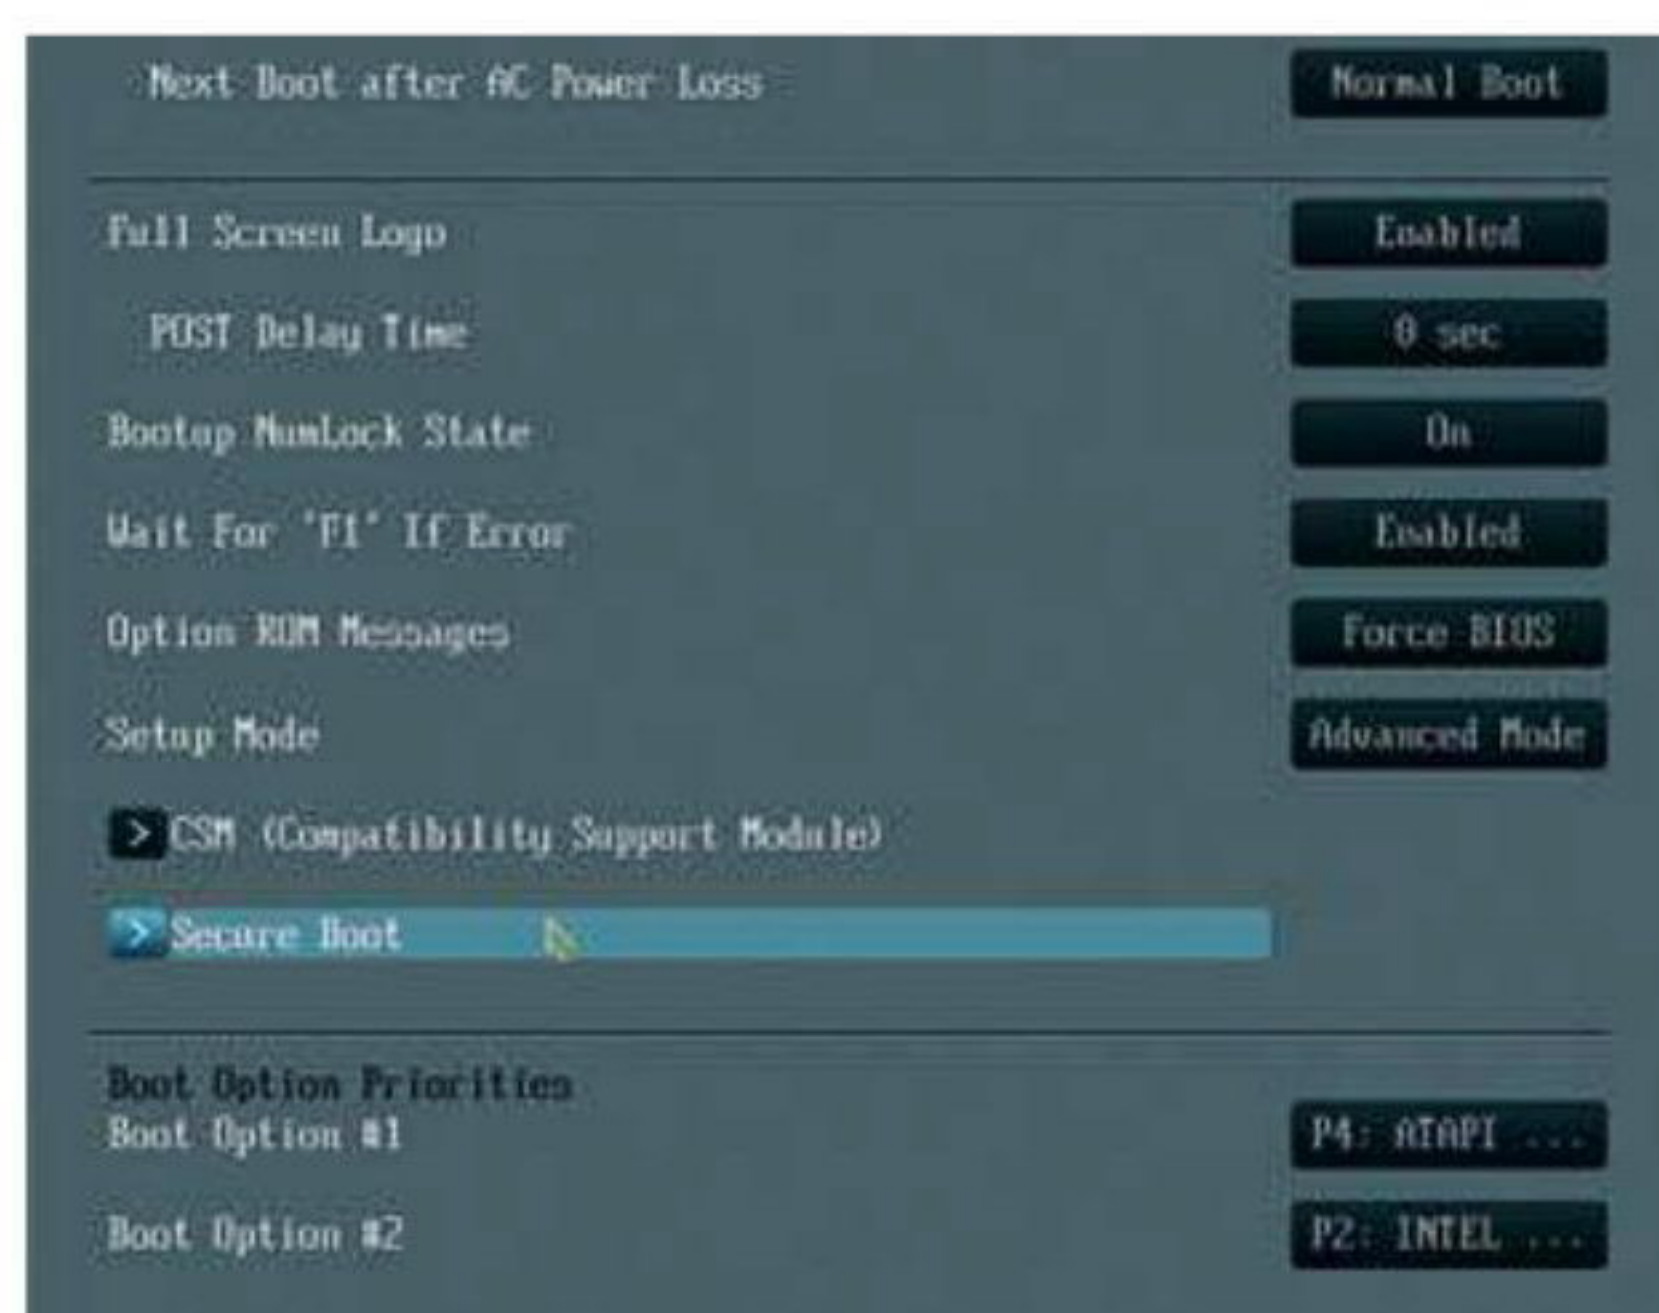 Next Boot after AC Power Loss Normal Boot
Full Screen Logo Enabled
POST Delay Time 0 sec
Bootup NumLock State On
Wait For 'F1' If Error Enabled
Option ROM Messages Force BIOS
Setup Mode Advanced Mode
> CSM (Compatibility Support Module)
> Secure Boot
Boot Option Priorities
Boot Option #1 P4: ATAPI ...
Boot Option #2 P2: INTEL ...